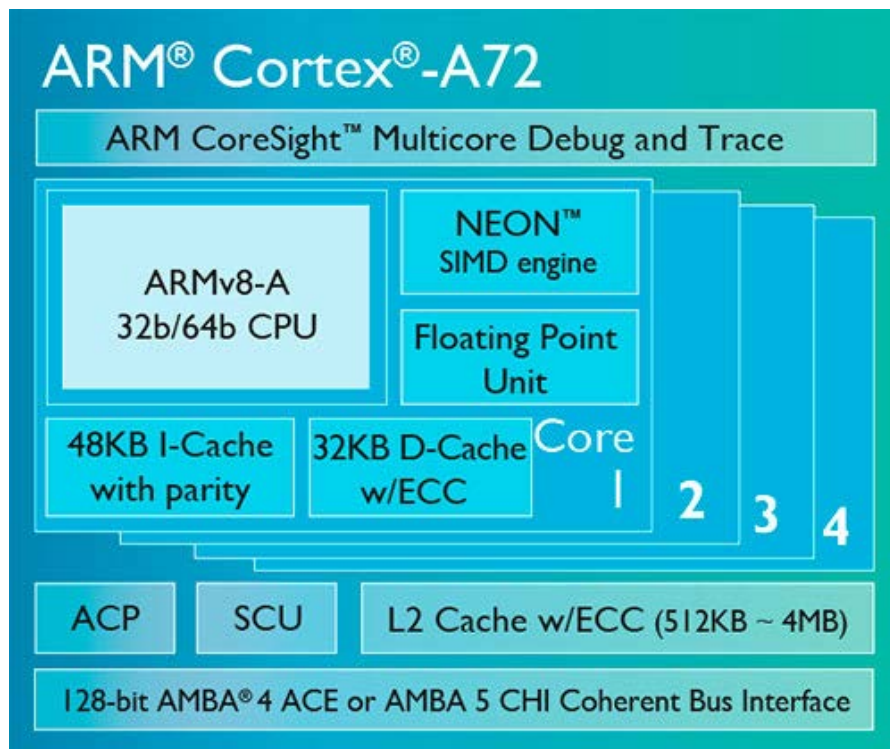 ARM® Cortex®-A72
ARM CoreSight™ Multicore Debug and Trace
ARMv8-A
32b/64b CPU
NEON™
SIMD engine
Floating Point
Unit
48KB I-Cache
with parity
32KB D-Cache
w/ECC
Core
1
2
3
4
ACP
SCU
L2 Cache w/ECC (512KB ~ 4MB)
128-bit AMBA® 4 ACE or AMBA 5 CHI Coherent Bus Interface